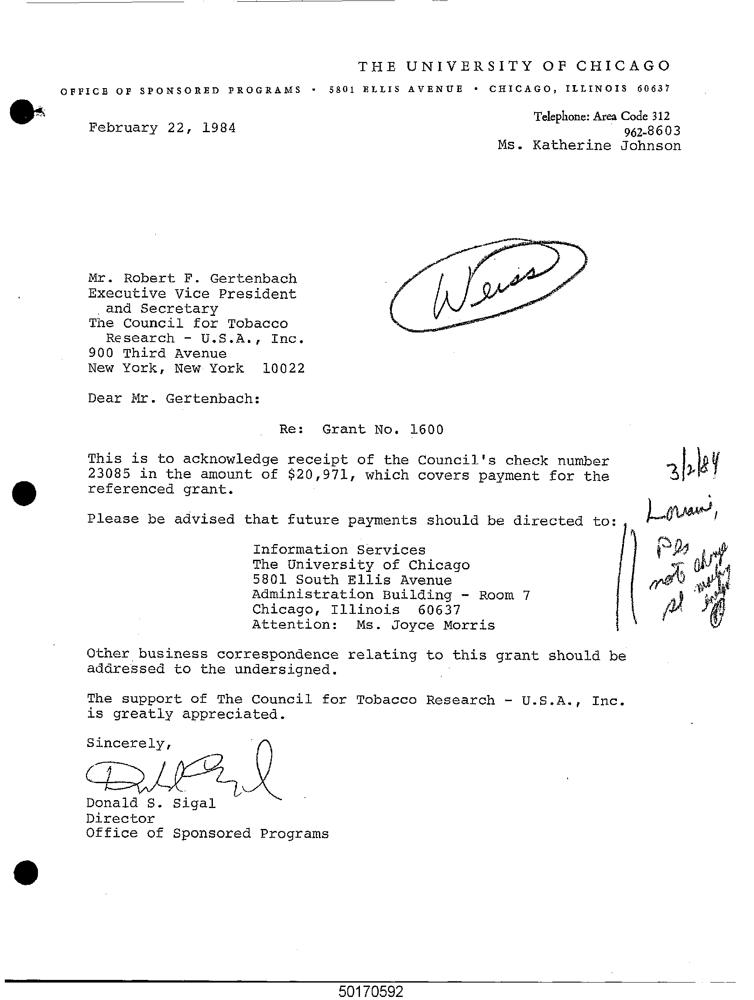 THE UNIVERSITY OF CHICAGO
OFFICE OF SPONSORED PROGRAMS • 5801 ELLIS AVENUE • CHICAGO, ILLINOIS 60637
Telephone: Area Code 312
February 22, 1984
962-8603
Ms. Katherine Johnson
Weiss
Mr. Robert F. Gertenbach
Executive Vice President
and Secretary
The Council for Tobacco
Research - U.S.A., Inc.
900 Third Avenue
New York, New York 10022
Dear Mr. Gertenbach:
Re: Grant No. 1600
This is to acknowledge receipt of the Council's check number
23085 in the amount of $20,971, which covers payment for the
referenced grant.
3/2/84
Please be advised that future payments should be directed to:
Information Services
The University of Chicago
5801 South Ellis Avenue
Administration Building - Room 7
Chicago, Illinois 60637
Attention: Ms. Joyce Morris
Pls
Other business correspondence relating to this grant should be
addressed to the undersigned.
The support of The Council for Tobacco Research - U.S.A., Inc.
is greatly appreciated.
Sincerely,
Donald S. Sigal
Director
Office of Sponsored Programs
50170592